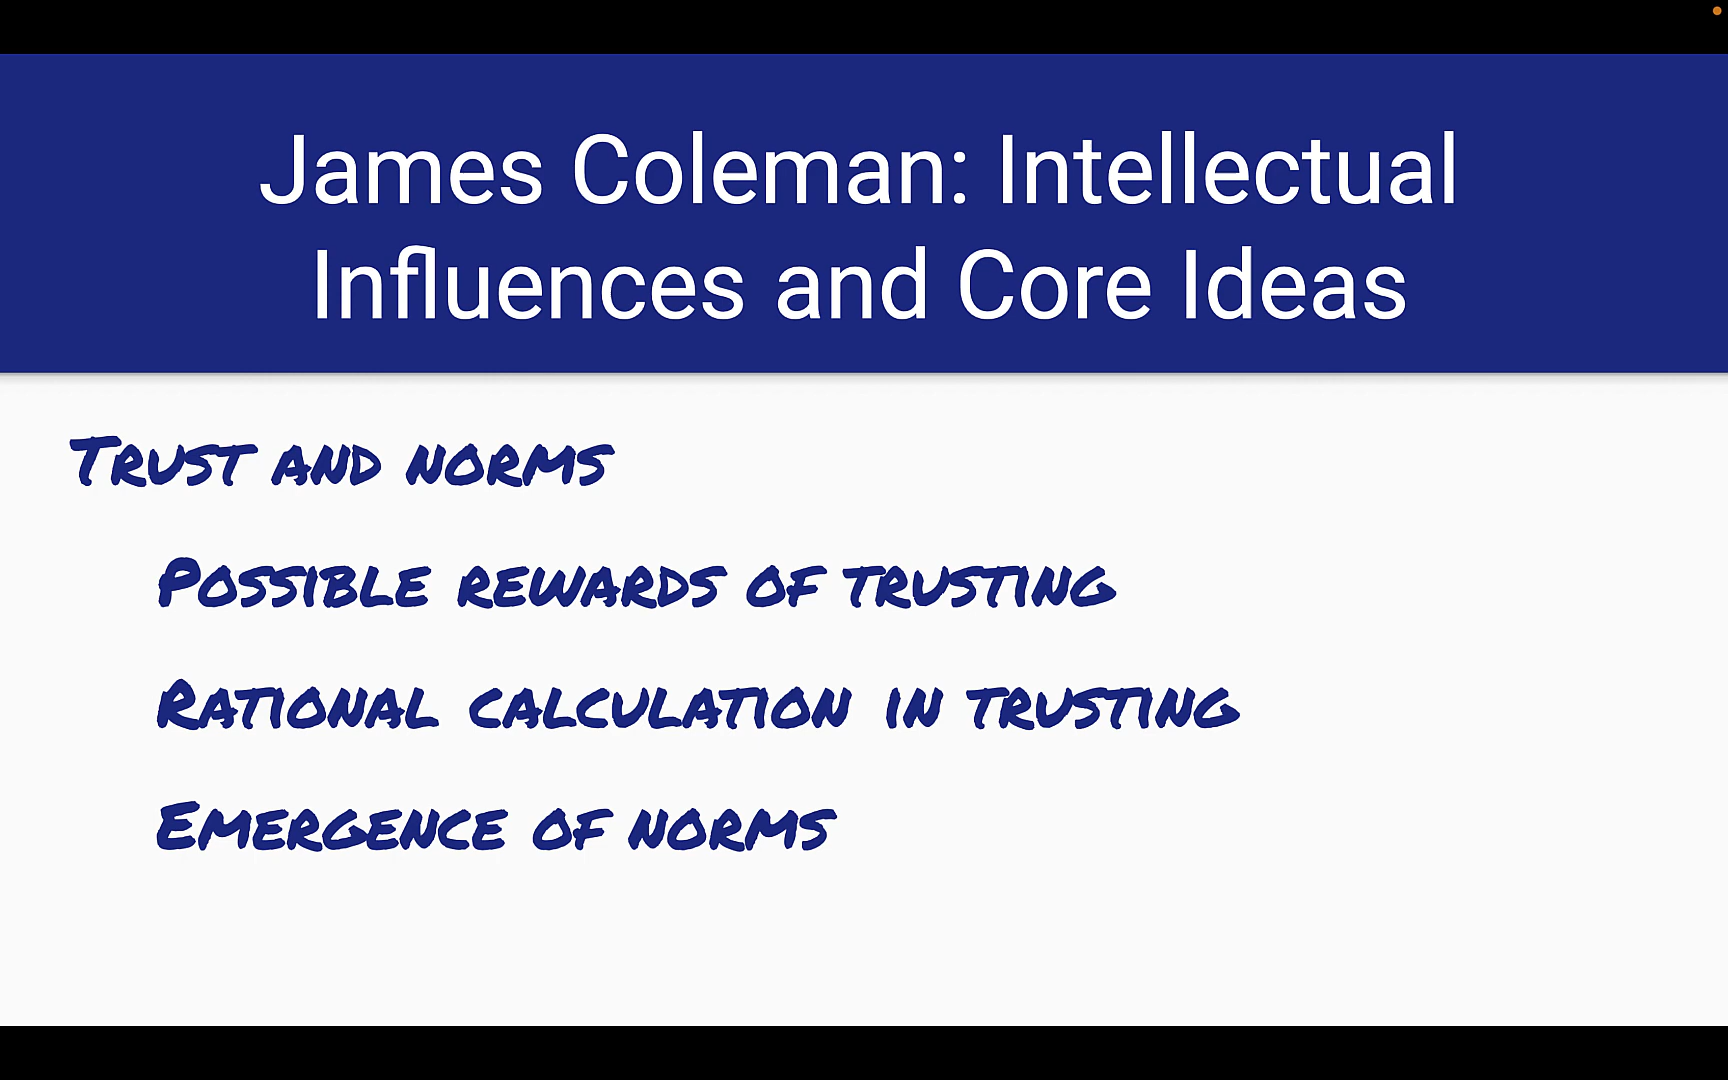 James Coleman: Intellectual
Influences and Core Ideas
Trust and norms
Possible rewards of trusting
Rational calculation in trusting
Emergence of norms